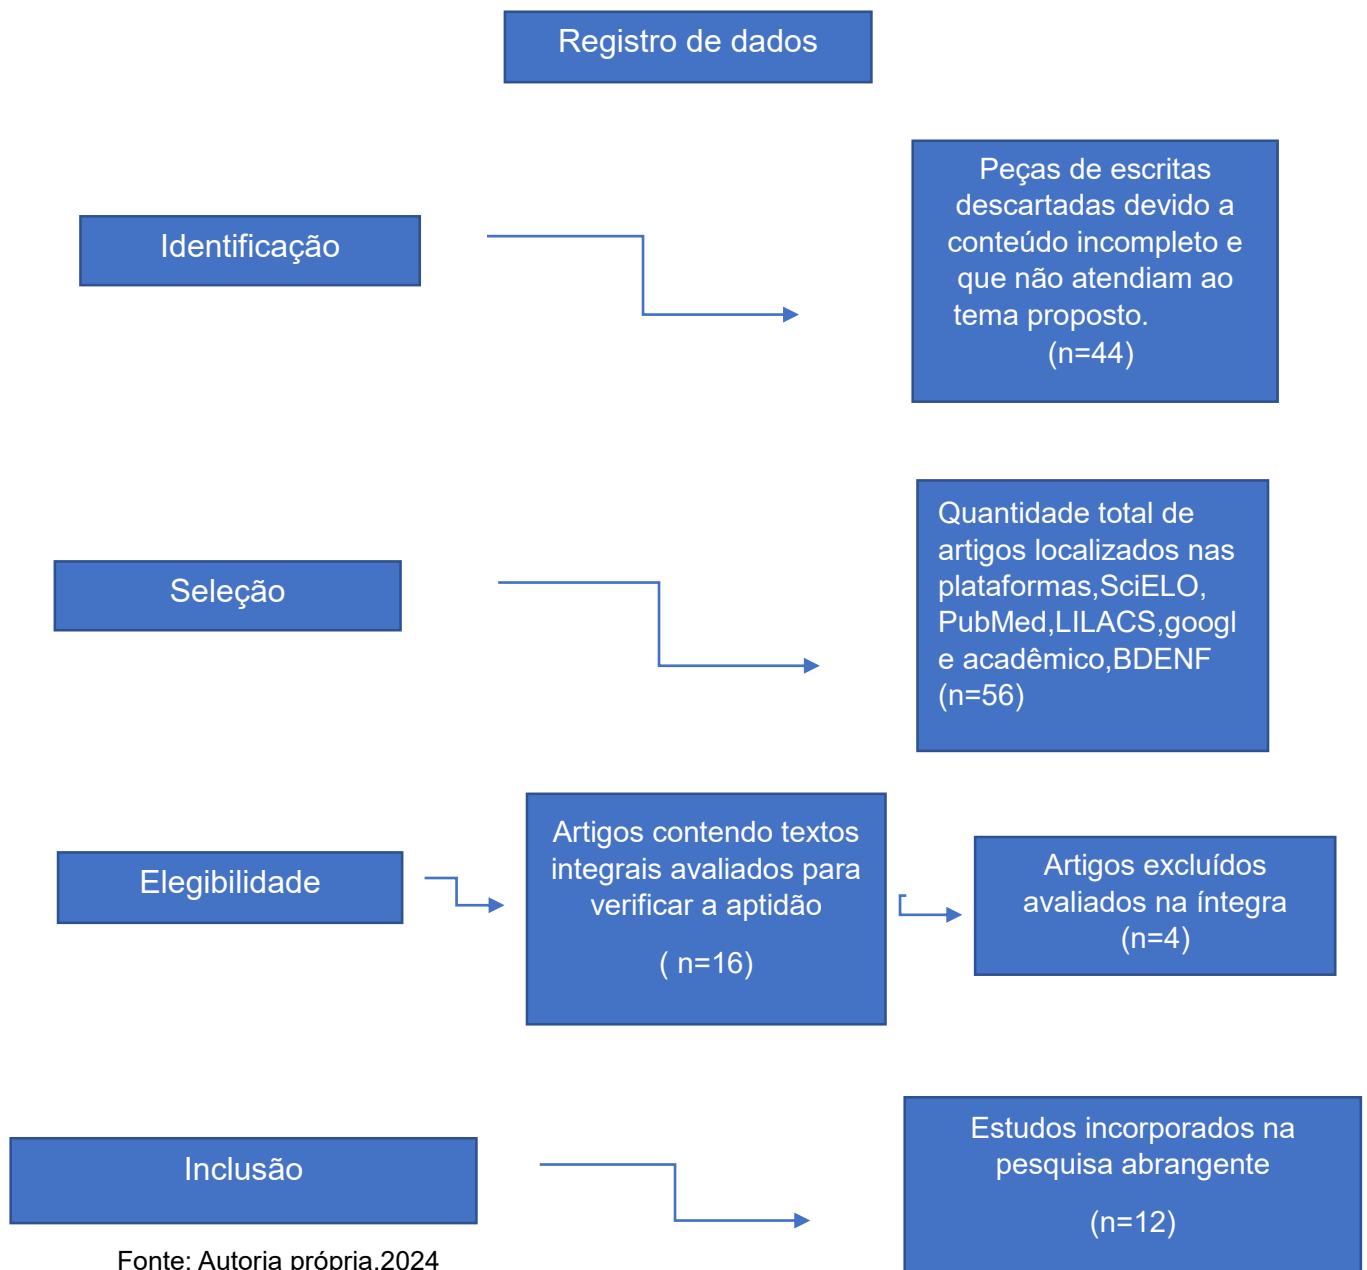 Registro de dados
Identificação
Peças de escritas
descartadas devido a
conteúdo incompleto e
que não atendiam ao
tema proposto.
(n=44)
Seleção
Quantidade total de
artigos localizados nas
plataformas,SciELO,
PubMed,LILACS,googl
e acadêmico,BDENF
(n=56)
Elegibilidade
Artigos contendo textos
integrais avaliados para
verificar a aptidão
( n=16)
Artigos excluídos
avaliados na íntegra
(n=4)
Inclusão
Estudos incorporados na
pesquisa abrangente
(n=12)
Fonte: Autoria própria.2024